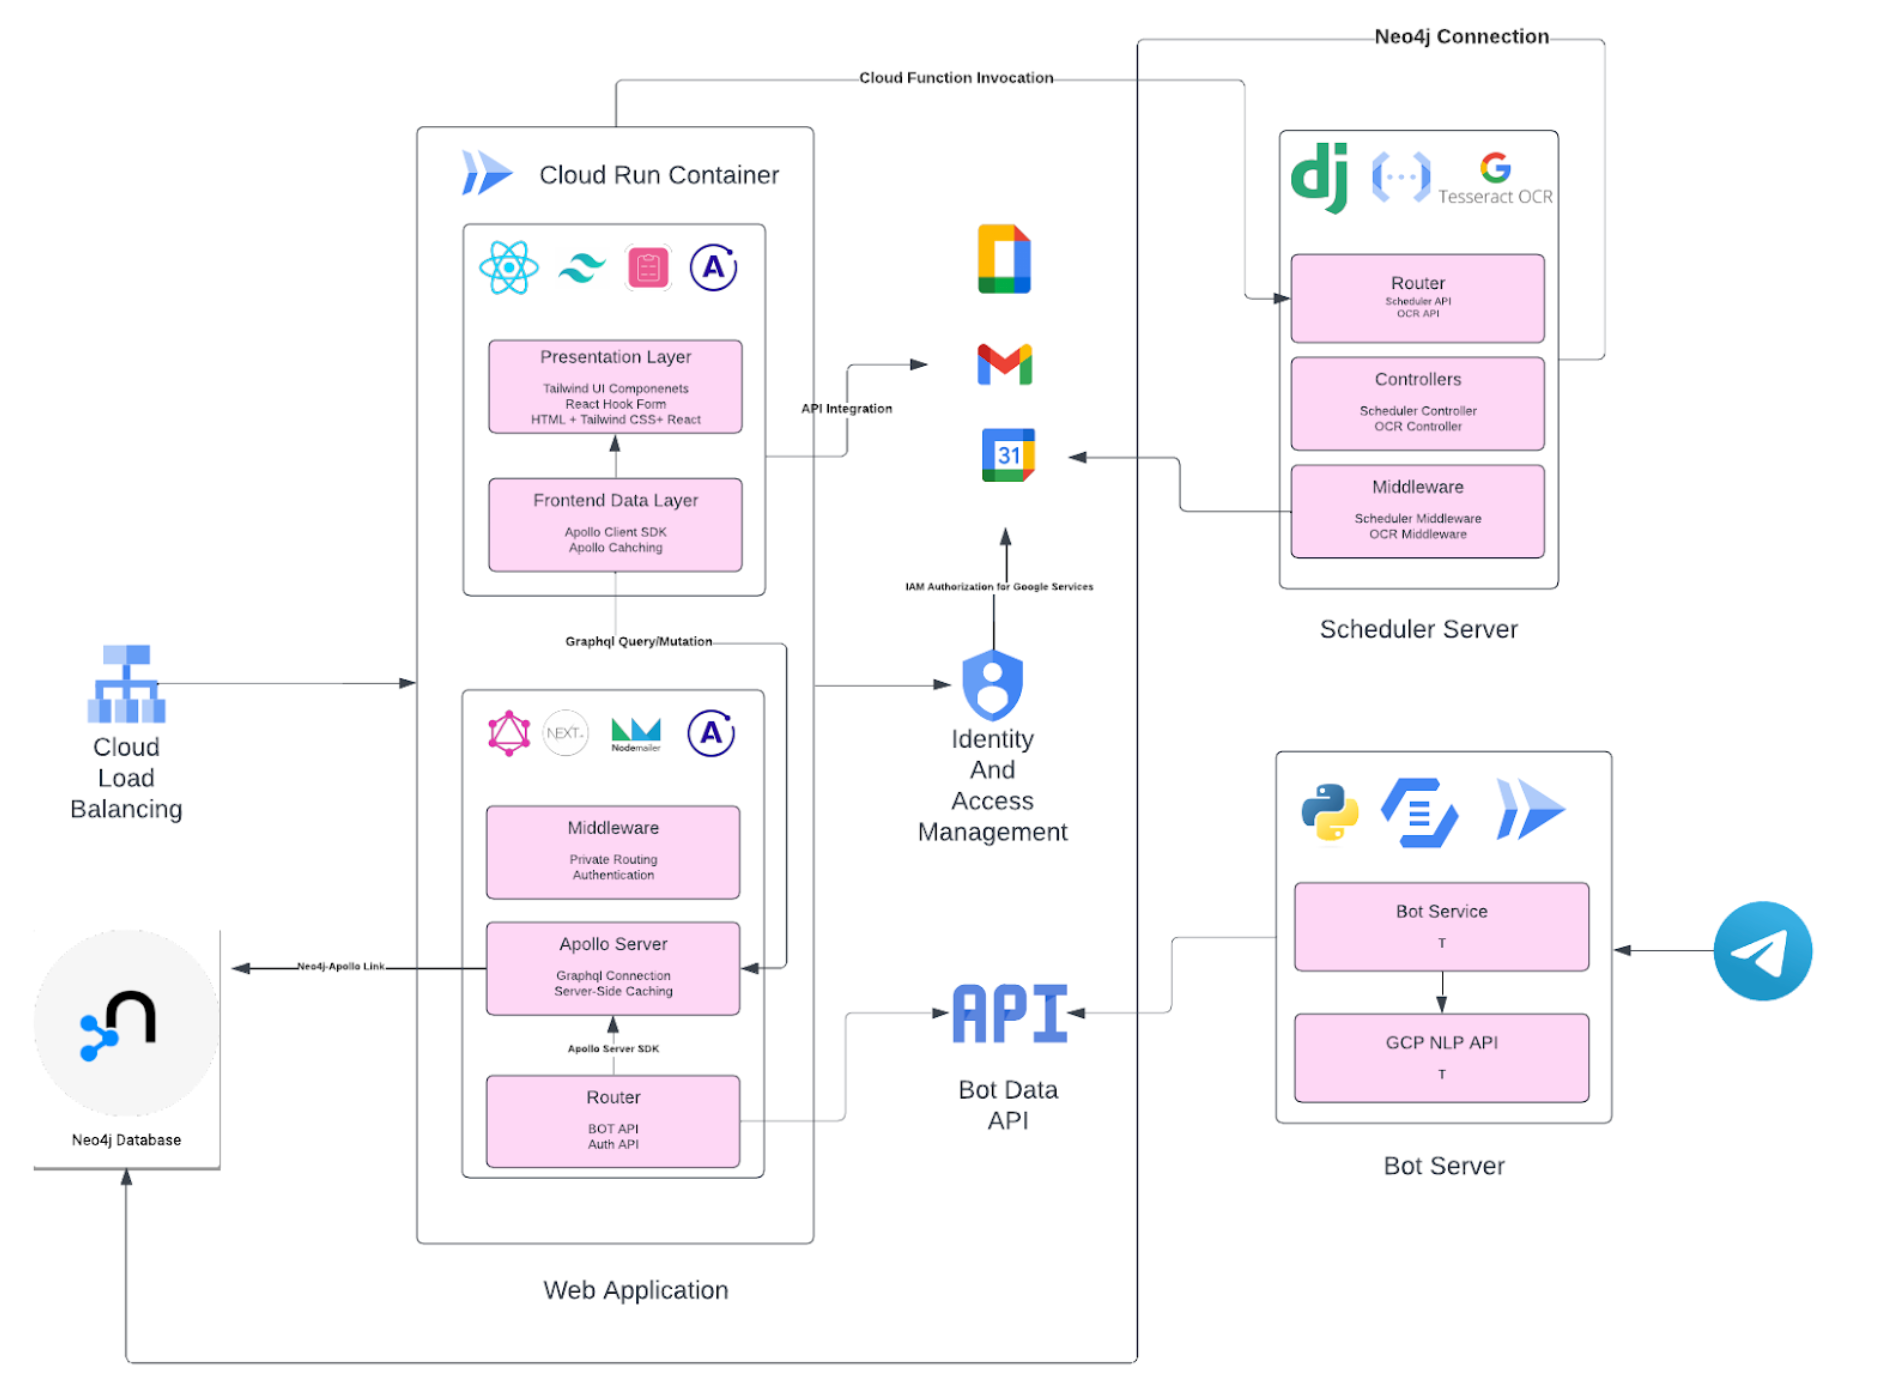 Neo4j Connection
Cloud Function Invocation
Cloud Run Container
Tesseract OCR
Router
Scheduler API
OCR API
Presentation Layer
Tailwind UI Componenets
React Hook Form
HTML + Tailwind CSS+ React
API Integration
Controllers
Scheduler Controller
OCR Controller
31
Frontend Data Layer
Apollo Client SDK
Apollo Cahching
Middleware
Scheduler Middleware
OCR Middleware
IAM Authorization for Google Services
Scheduler Server
Graphql Query/Mutation
NEXT
Nodemailer
Cloud
Load
Balancing
Identity
And
Access
Management
Middleware
Private Routing
Authentication
Bot Service
T
Apollo Server
Graphql Connection
Server-Side Caching
Neo4j-Apollo Link
Apollo Server SDK
API
GCP NLP API
T
Bot Data
API
Router
BOT API
Auth API
Neo4j Database
Bot Server
Web Application